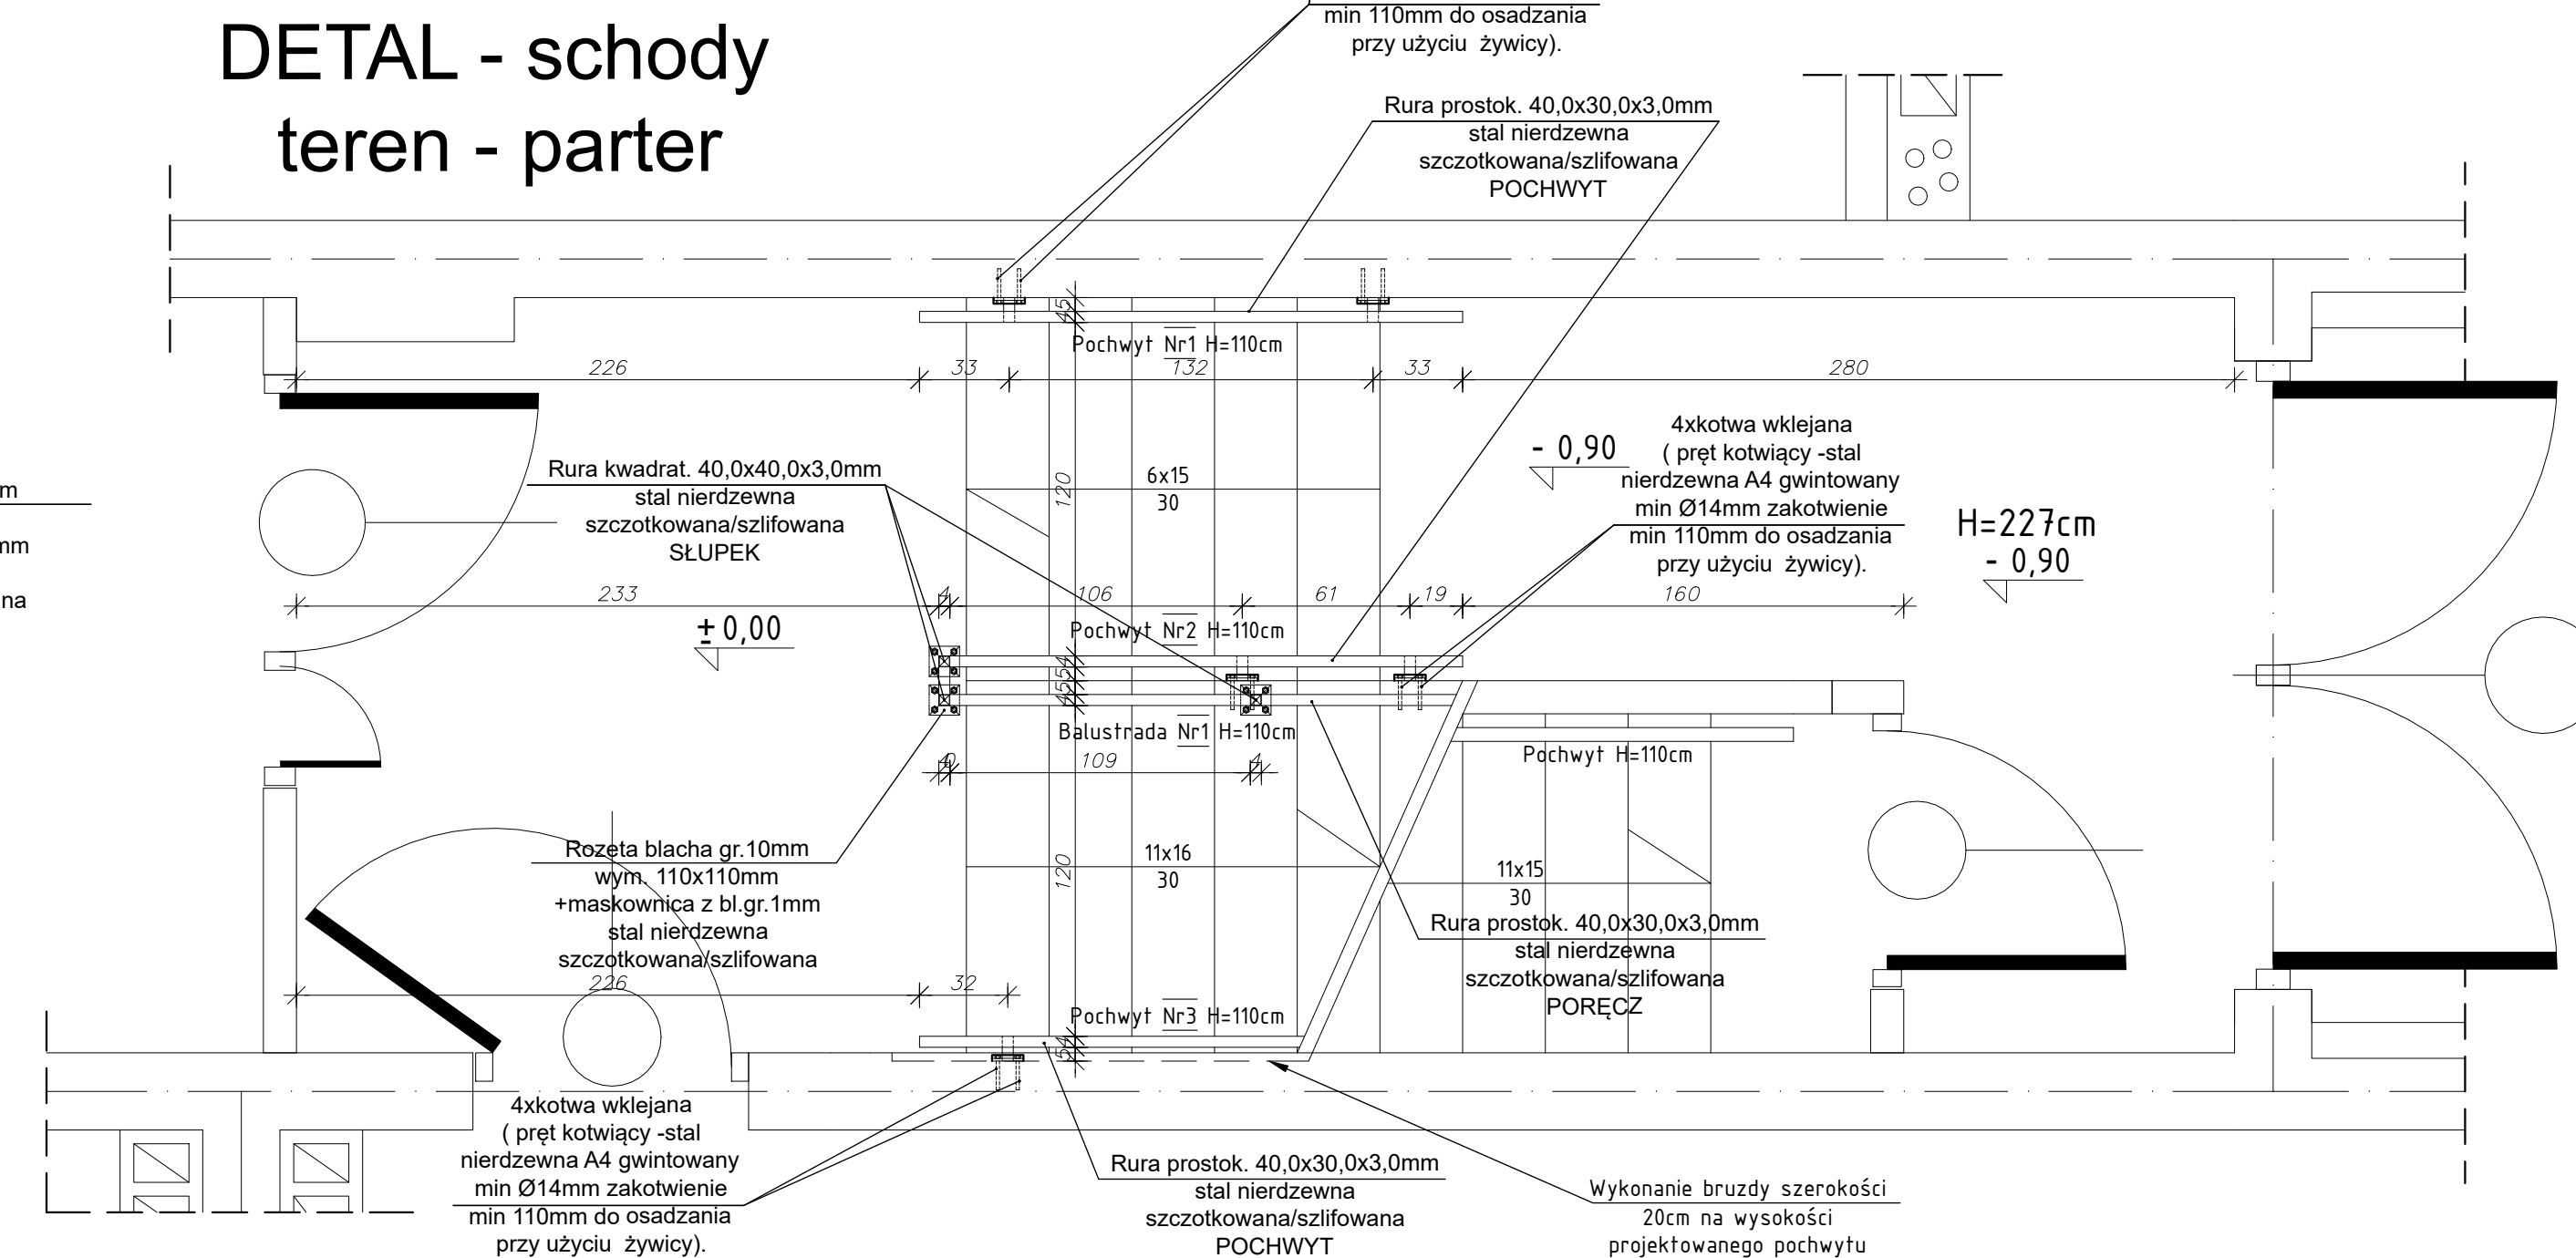 DETAL - schody
teren - parter
min 110mm do osadzania
przy użyciu żywicy).
Rura prostok. 40,0x30,0x3,0mm
stal nierdzewna
szczotkowana/szlifowana
POCHWYT
45
Pochwyt Nr1 H=110cm
226
33
132
33
280
Rura kwadrat. 40,0x40,0x3,0mm
stal nierdzewna
szczotkowana/szlifowana
SŁUPEK
120
6x15
30
- 0,90
4xkotwa wklejana
( pręt kotwiący -stal
nierdzewna A4 gwintowany
min Ø14mm zakotwienie
min 110mm do osadzania
przy użyciu żywicy).
H=227cm
- 0,90
m
mm
na
233
4
106
61
19
160
± 0,00
Pochwyt Nr2 H=110cm
4554
Balustrada Nr1 H=110cm
109
4
Pochwyt H=110cm
Rozeta blacha gr.10mm
wym. 110x110mm
+maskownica z bl.gr.1mm
stal nierdzewna
szczotkowana/szlifowana
120
11x16
30
11x15
30
Rura prostok. 40,0x30,0x3,0mm
stal nierdzewna
szczotkowana/szlifowana
PORĘCZ
226
32
Pochwyt Nr3 H=110cm
54
4xkotwa wklejana
( pręt kotwiący -stal
nierdzewna A4 gwintowany
min Ø14mm zakotwienie
min 110mm do osadzania
przy użyciu żywicy).
Rura prostok. 40,0x30,0x3,0mm
stal nierdzewna
szczotkowana/szlifowana
POCHWYT
Wykonanie bruzdy szerokości
20cm na wysokości
projektowanego pochwytu